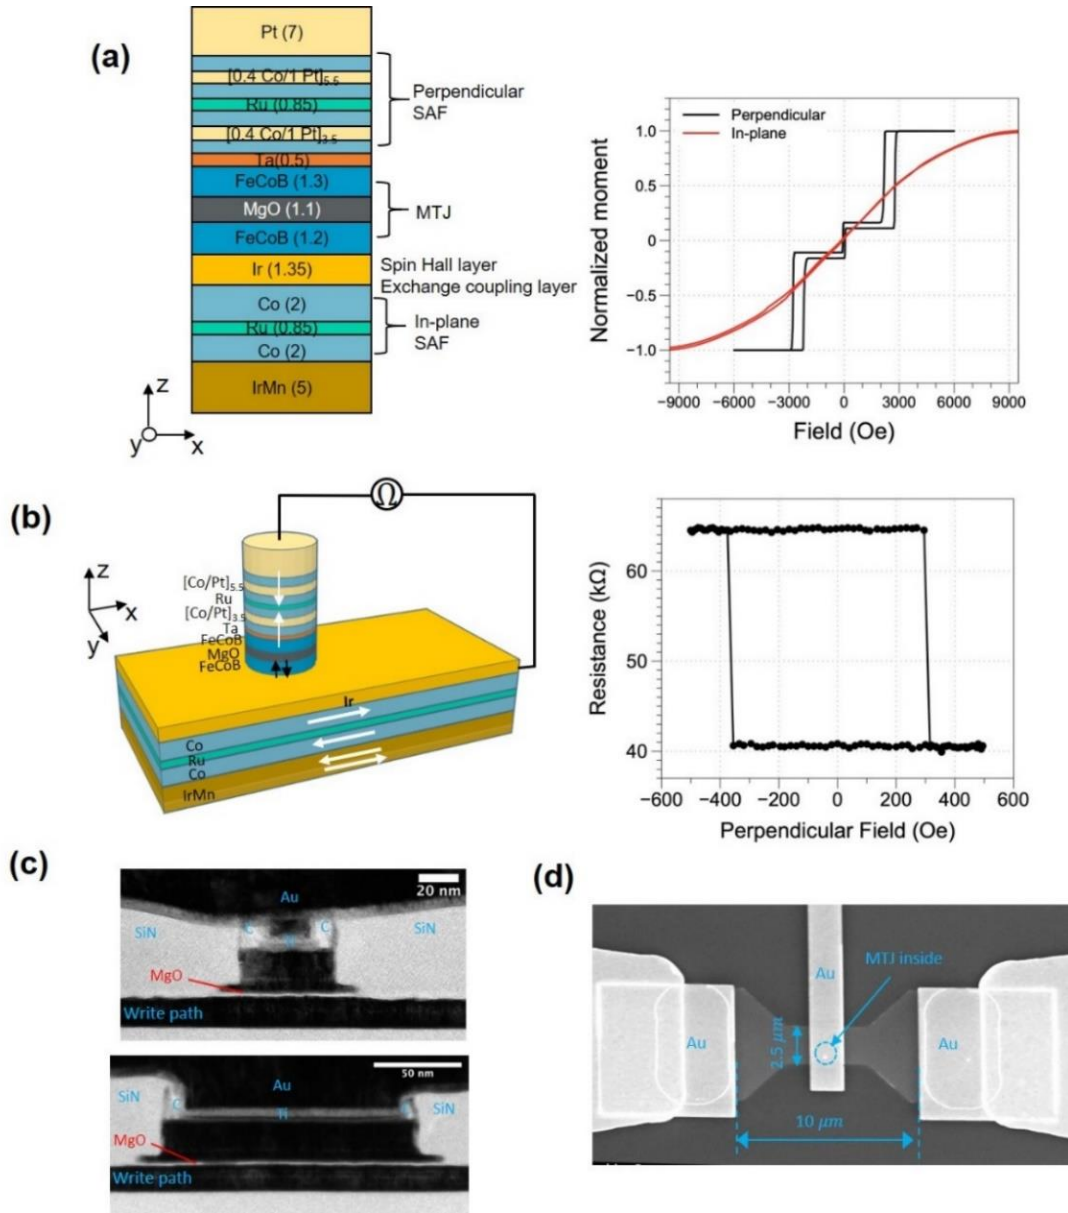 (a)
Pt (7)
[0.4 Co/1 Pt]5.5
Ru (0.85)
[0.4 Co/1 Pt]3.5
Ta(0.5)
FeCoB (1.3)
MgO (1.1)
FeCoB (1.2)
Ir (1.35)
Co (2)
Ru (0.85)
Co (2)
IrMn (5)
Perpendicular
SAF
MTJ
Spin Hall layer
Exchange coupling layer
In-plane
SAF
z
y
x
Perpendicular
In-plane
1.0
0.5
0
−0.5
−1.0
Normalized moment
−9000 −6000 −3000 0 3000 6000 9000
Field (Oe)
(b)
Ω
z
x
y
[Co/Pt]5.5
Ru
[Co/Pt]3.5
Ta
FeCoB
MgO
FeCoB
Ir
Co
Ru
Co
IrMn
60
50
40
Resistance (kΩ)
−600 −400 −200 0 200 400 600
Perpendicular Field (Oe)
(c)
20 nm
Au
SiN
C
C
SiN
Ti
MgO
Write path
50 nm
Au
SiN
C
SiN
Ti
MgO
Write path
(d)
Au
MTJ inside
Au
2.5 μm
Au
10 μm